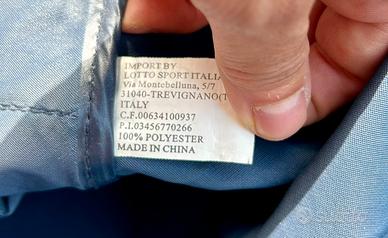 IMPORT BY
LOTTO SPORT ITALIA
Via Montebelluna, 5/7
31040-TREVIGNANO(T
ITALY
C.F.00634100937
P.I.03456770266
100% POLYESTER
MADE IN CHINA
subito